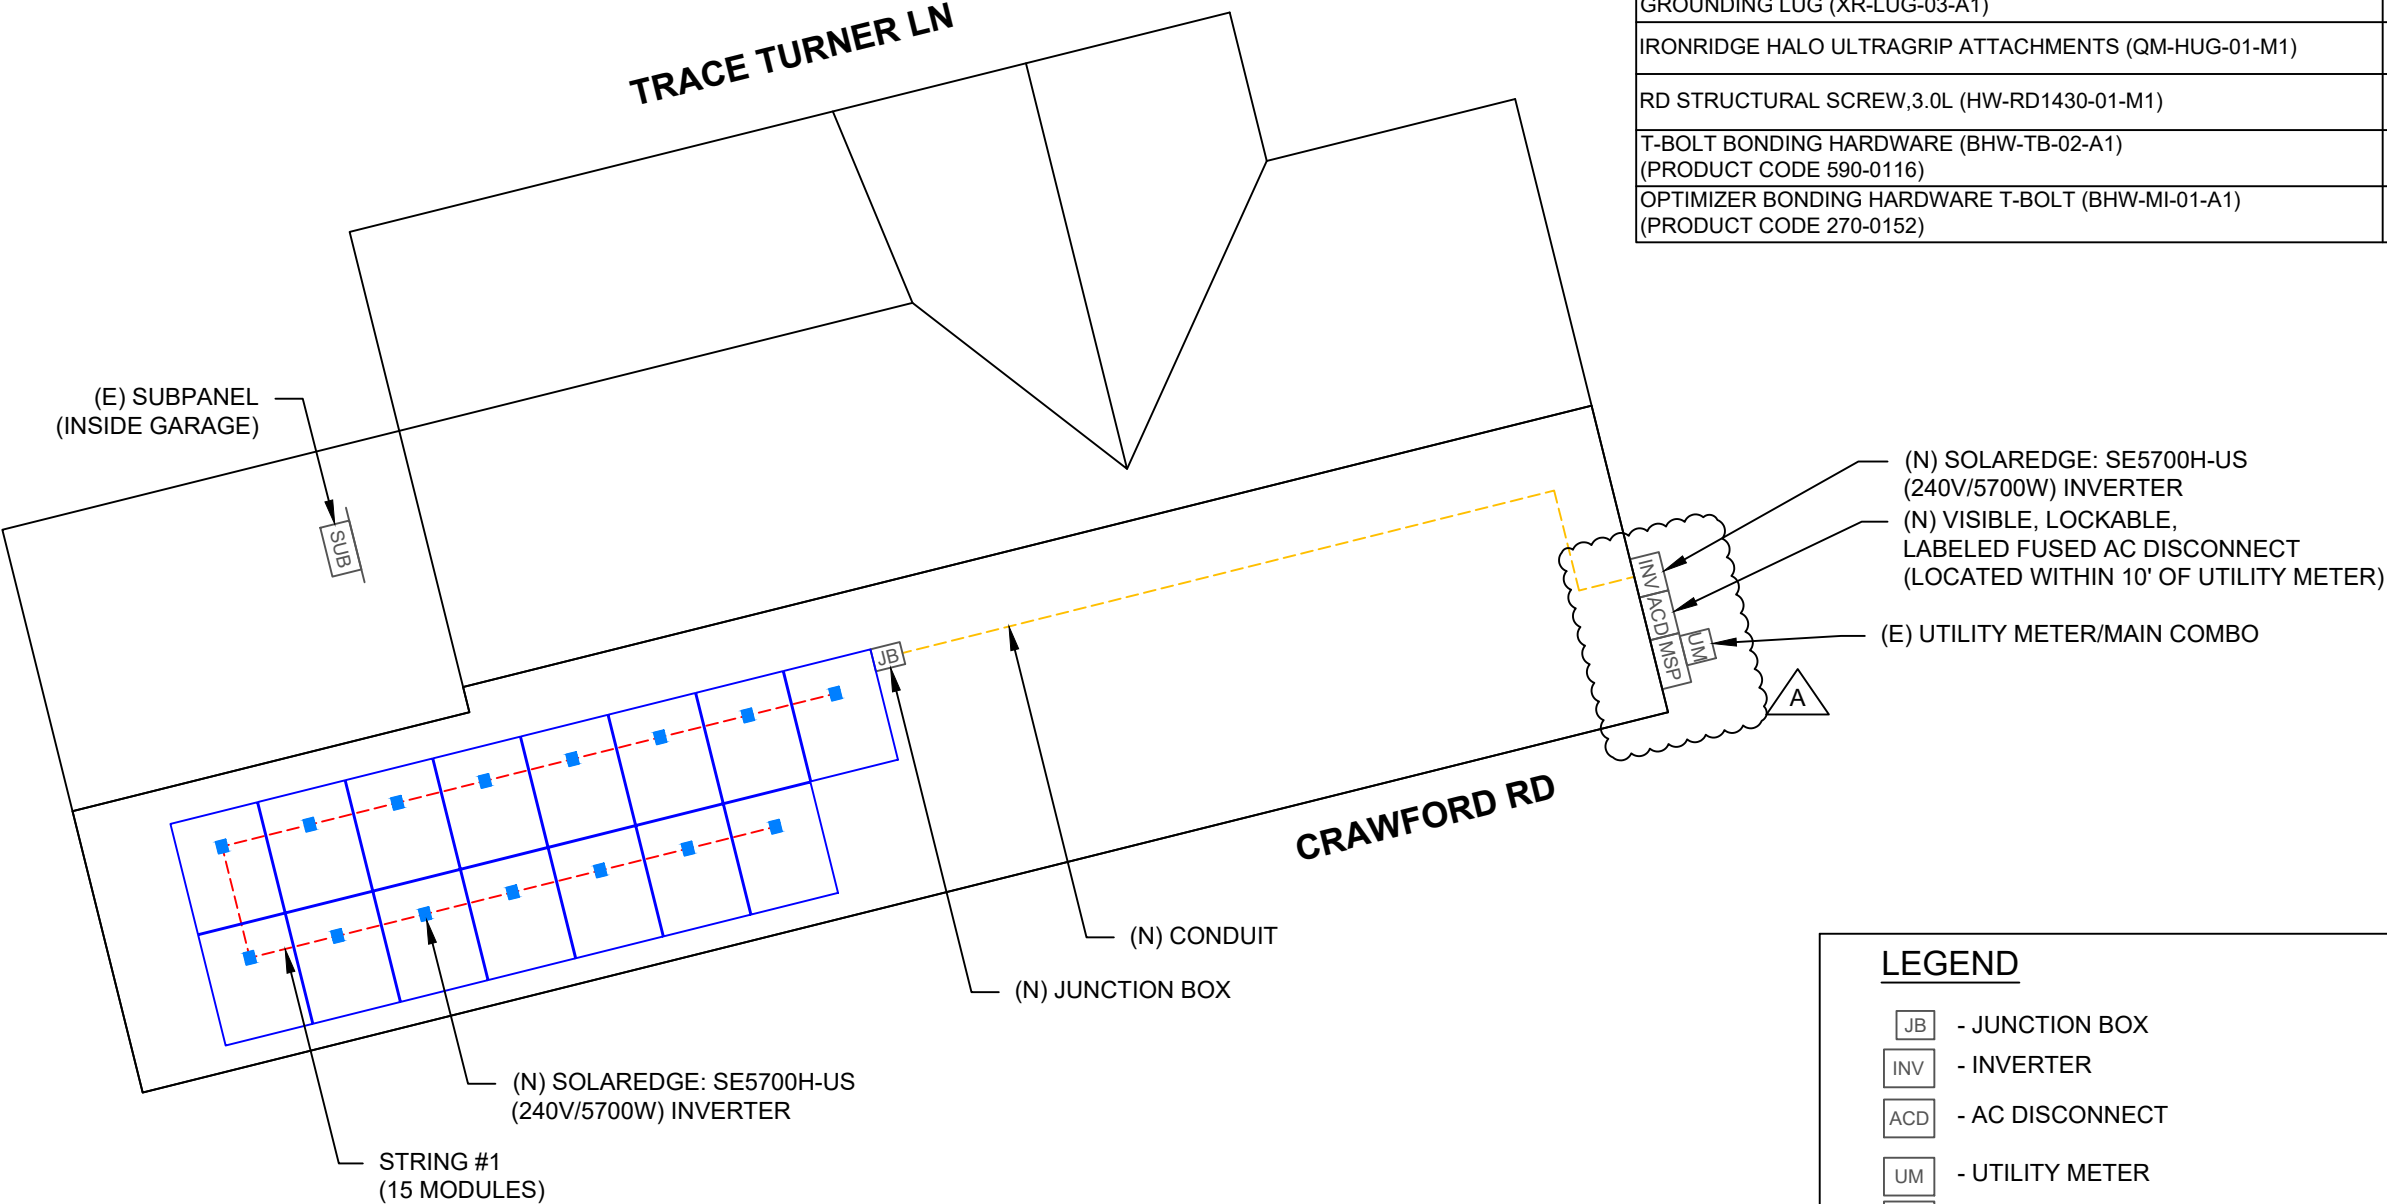 TRACE TURNER LN
GROUNDING LUG (XR-LUG-03-A1)
IRONRIDGE HALO ULTRAGRIP ATTACHMENTS (QM-HUG-01-M1)
RD STRUCTURAL SCREW,3.0L (HW-RD1430-01-M1)
T-BOLT BONDING HARDWARE (BHW-TB-02-A1)
(PRODUCT CODE 590-0116)
OPTIMIZER BONDING HARDWARE T-BOLT (BHW-MI-01-A1)
(PRODUCT CODE 270-0152)
(E) SUBPANEL
(INSIDE GARAGE)
SUB
(N) SOLAREDGE: SE5700H-US
(240V/5700W) INVERTER
(N) VISIBLE, LOCKABLE,
LABELED FUSED AC DISCONNECT
(LOCATED WITHIN 10' OF UTILITY METER)
(E) UTILITY METER/MAIN COMBO
INV
ACD
MSP
UM
A
JB
CRAWFORD RD
(N) CONDUIT
(N) JUNCTION BOX
(N) SOLAREDGE: SE5700H-US
(240V/5700W) INVERTER
STRING #1
(15 MODULES)
LEGEND
JB - JUNCTION BOX
INV - INVERTER
ACD - AC DISCONNECT
UM - UTILITY METER